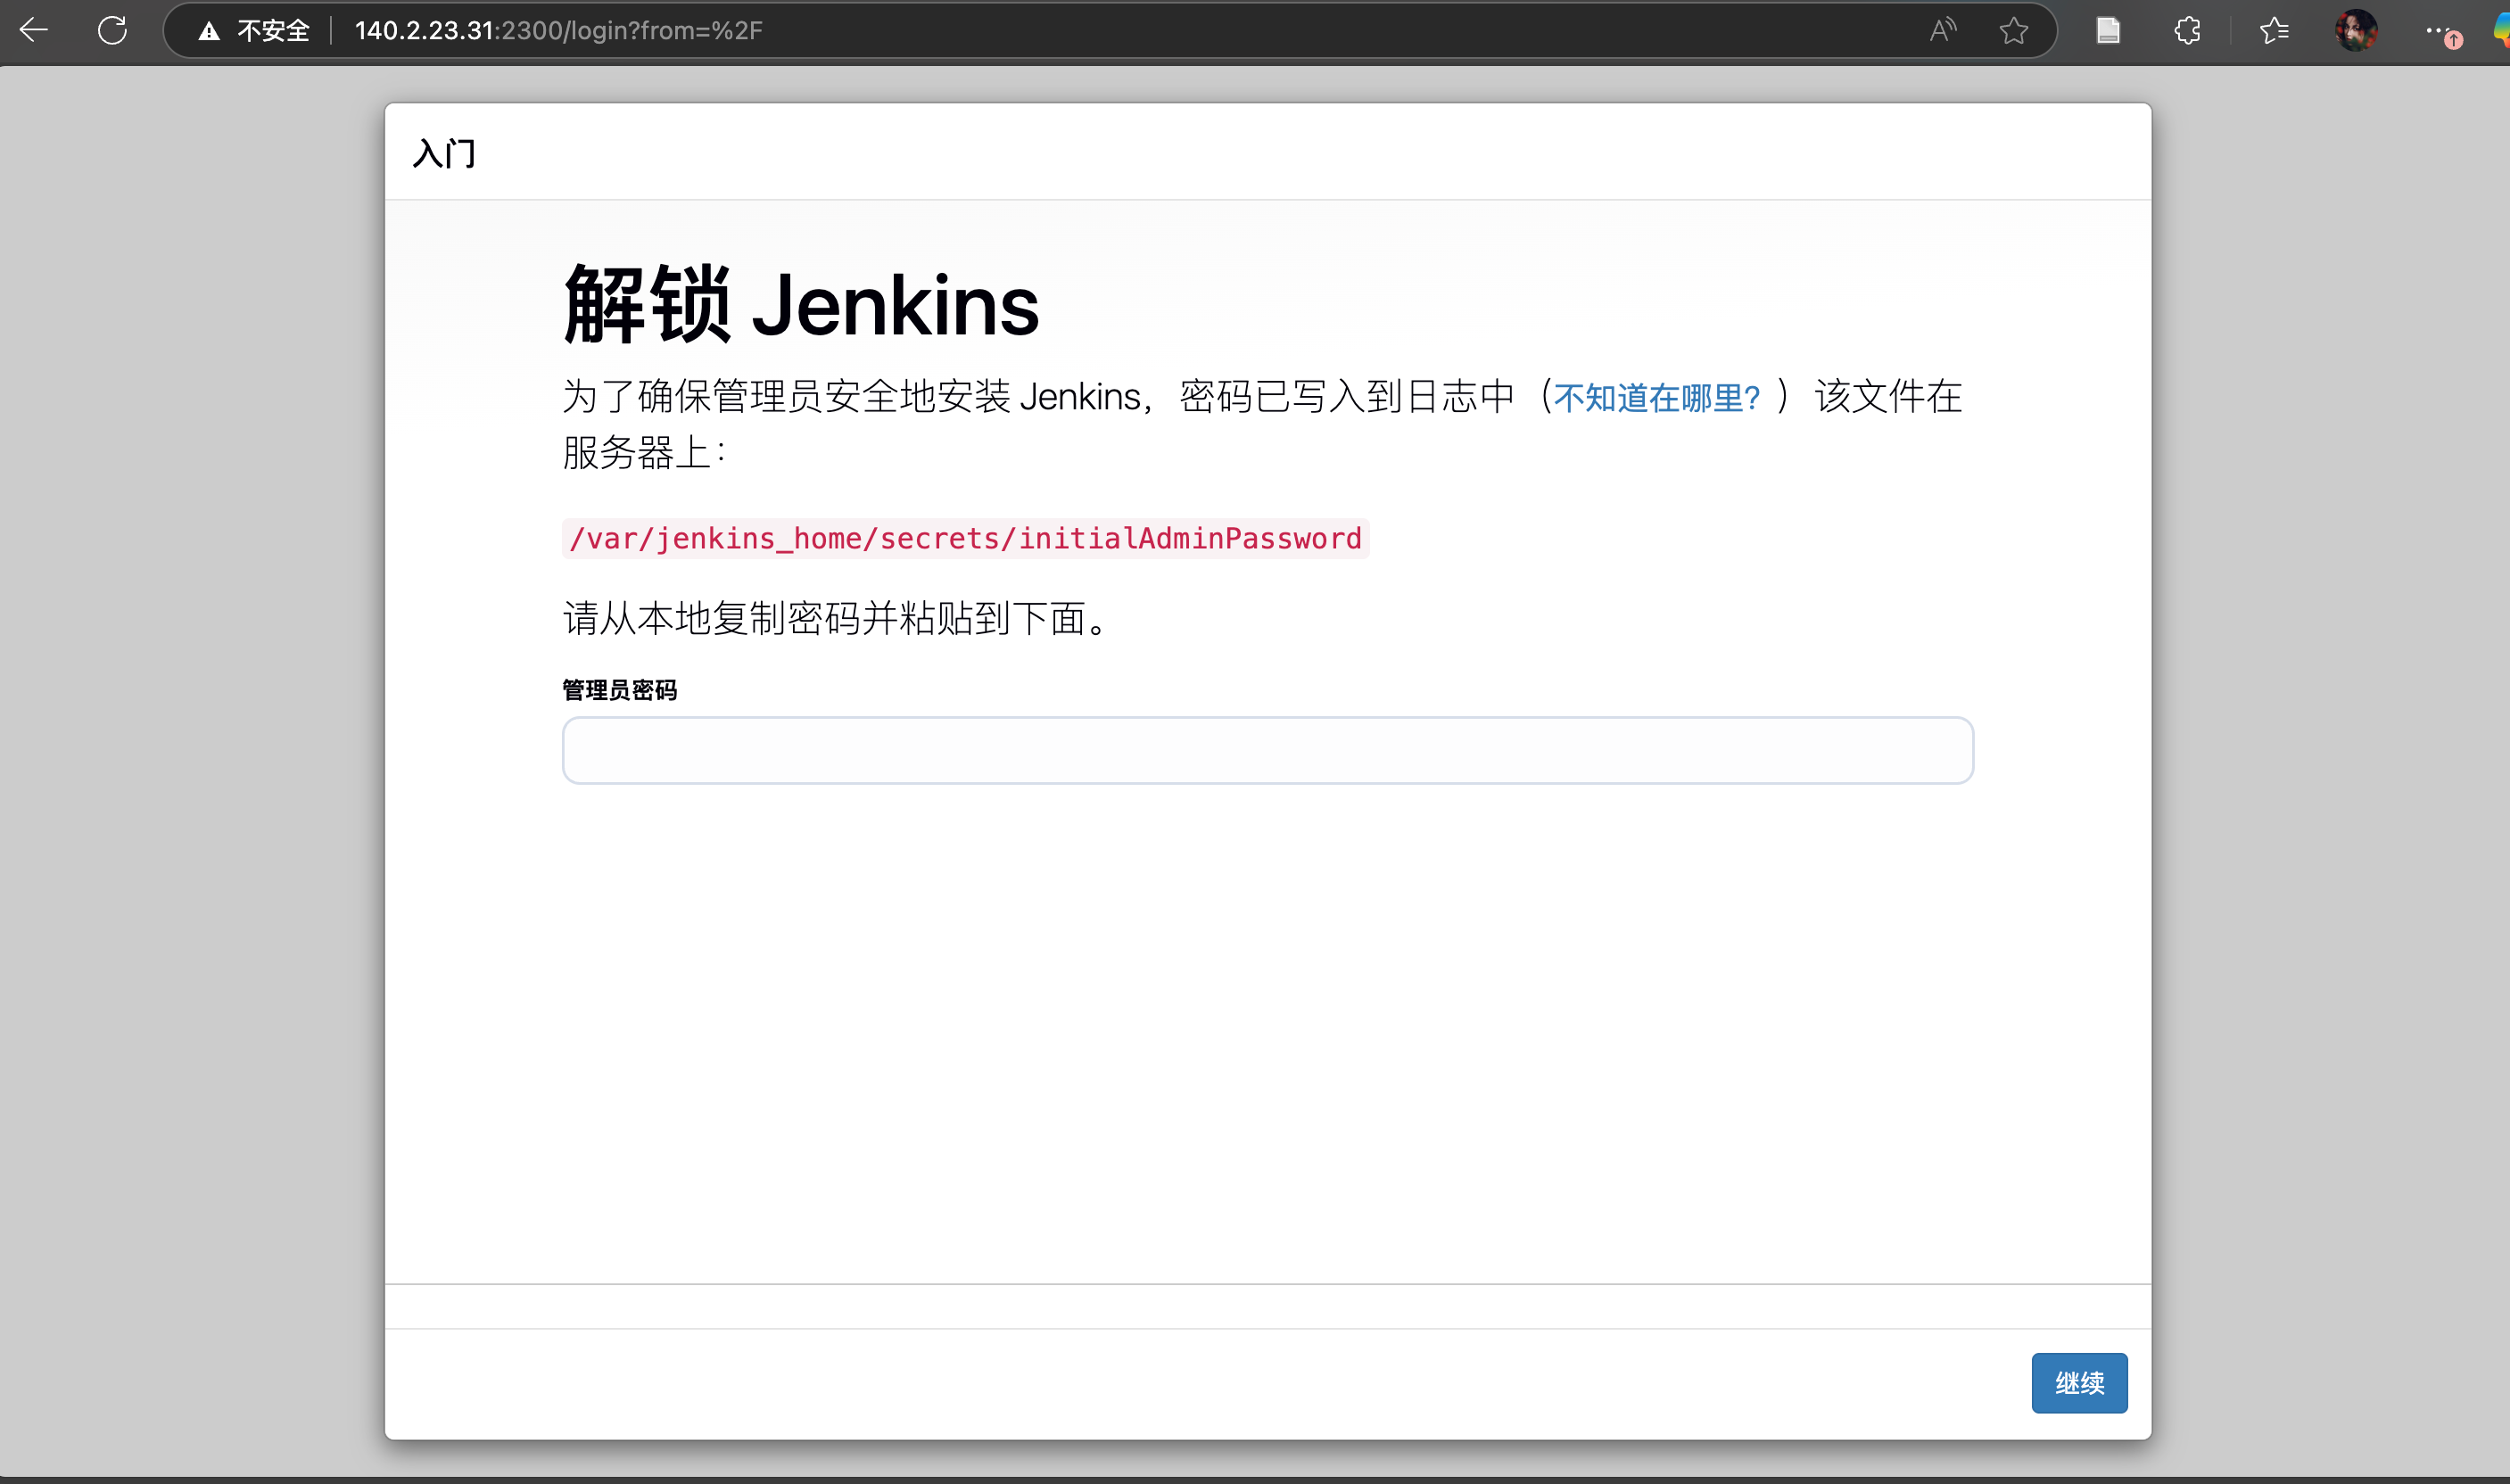 不安全 140.2.23.31:2300/login?from=%2F
入门
解锁 Jenkins
为了确保管理员安全地安装 Jenkins，密码已写入到日志中（不知道在哪里？）该文件在
服务器上：
/var/jenkins_home/secrets/initialAdminPassword
请从本地复制密码并粘贴到下面。
管理员密码
继续